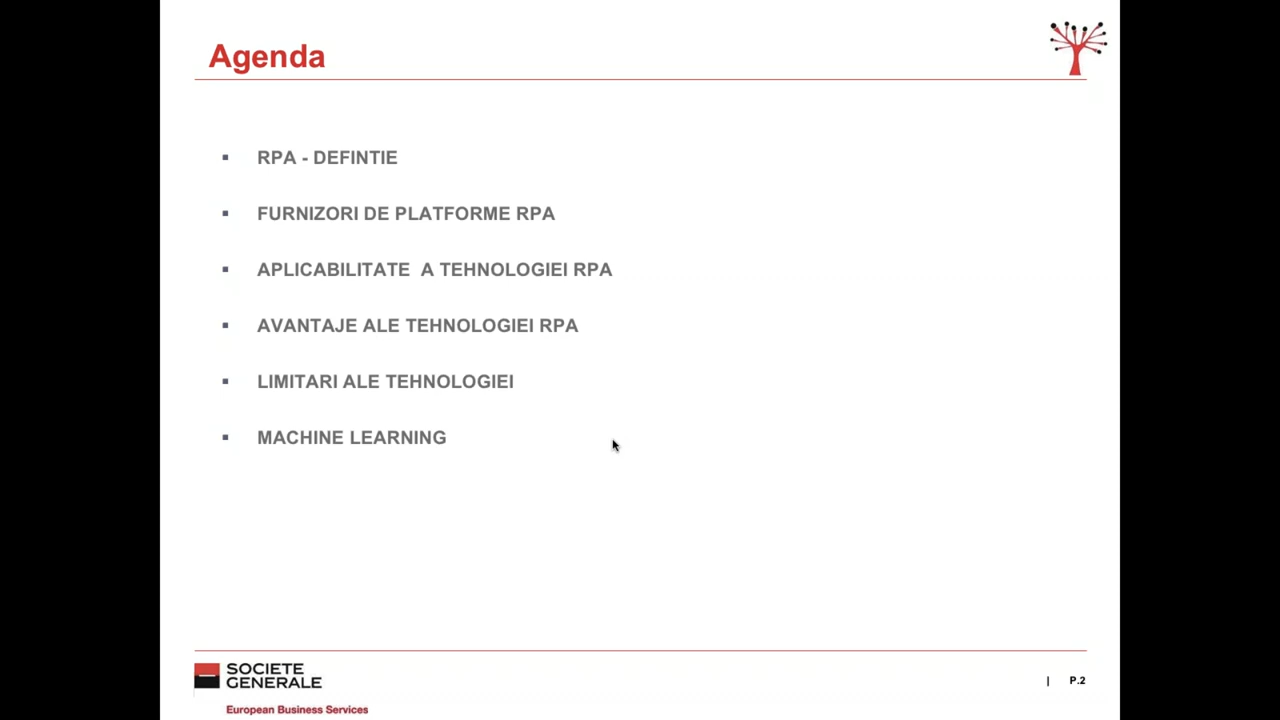 Agenda
▪ RPA - DEFINTIE
▪ FURNIZORI DE PLATFORME RPA
▪ APLICABILITATE  A TEHNOLOGIEI RPA
▪ AVANTAJE ALE TEHNOLOGIEI RPA
▪ LIMITARI ALE TEHNOLOGIEI
▪ MACHINE LEARNING
SOCIETE
GENERALE
European Business Services
| P.2